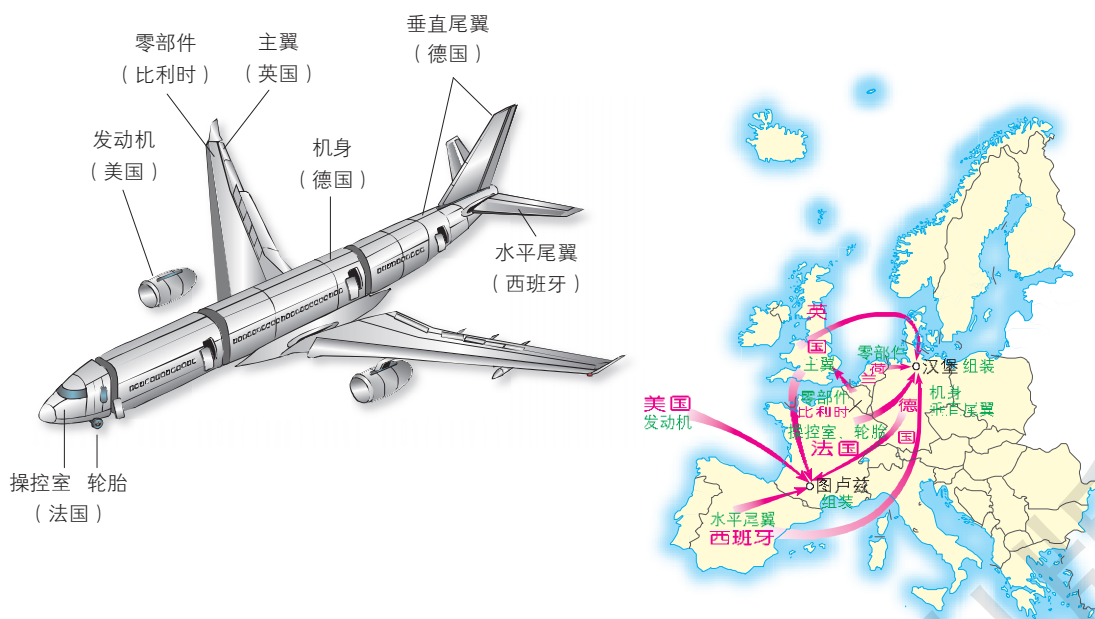 垂直尾翼
（德国）
零部件
（比利时）
主翼
（英国）
发动机
（美国）
机身
（德国）
水平尾翼
（西班牙）
操控室
轮胎
（法国）
英
国
主翼
零部件
荷
兰
汉堡 组装
零部件
比利时
机身
垂直尾翼
德
国
美国
发动机
操控室、轮胎
法国
图卢兹
组装
水平尾翼
西班牙